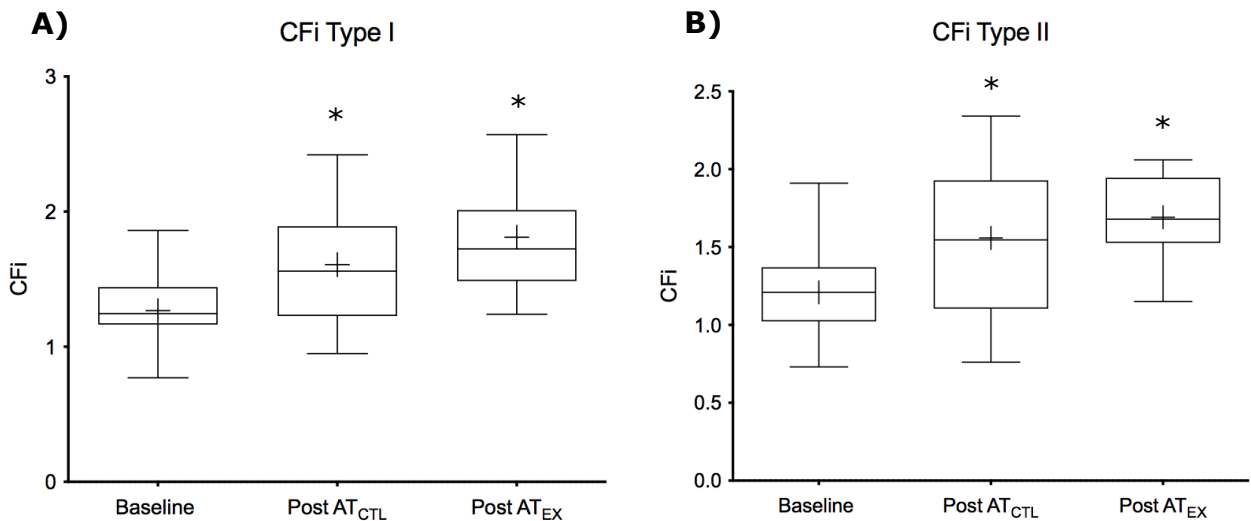 A)
CFi Type I
CFi
3
2
1
0
*
*
Baseline
Post AT_CTL
Post AT_EX
B)
CFi Type II
CFi
2.5
2.0
1.5
1.0
0.5
0.0
*
*
Baseline
Post AT_CTL
Post AT_EX